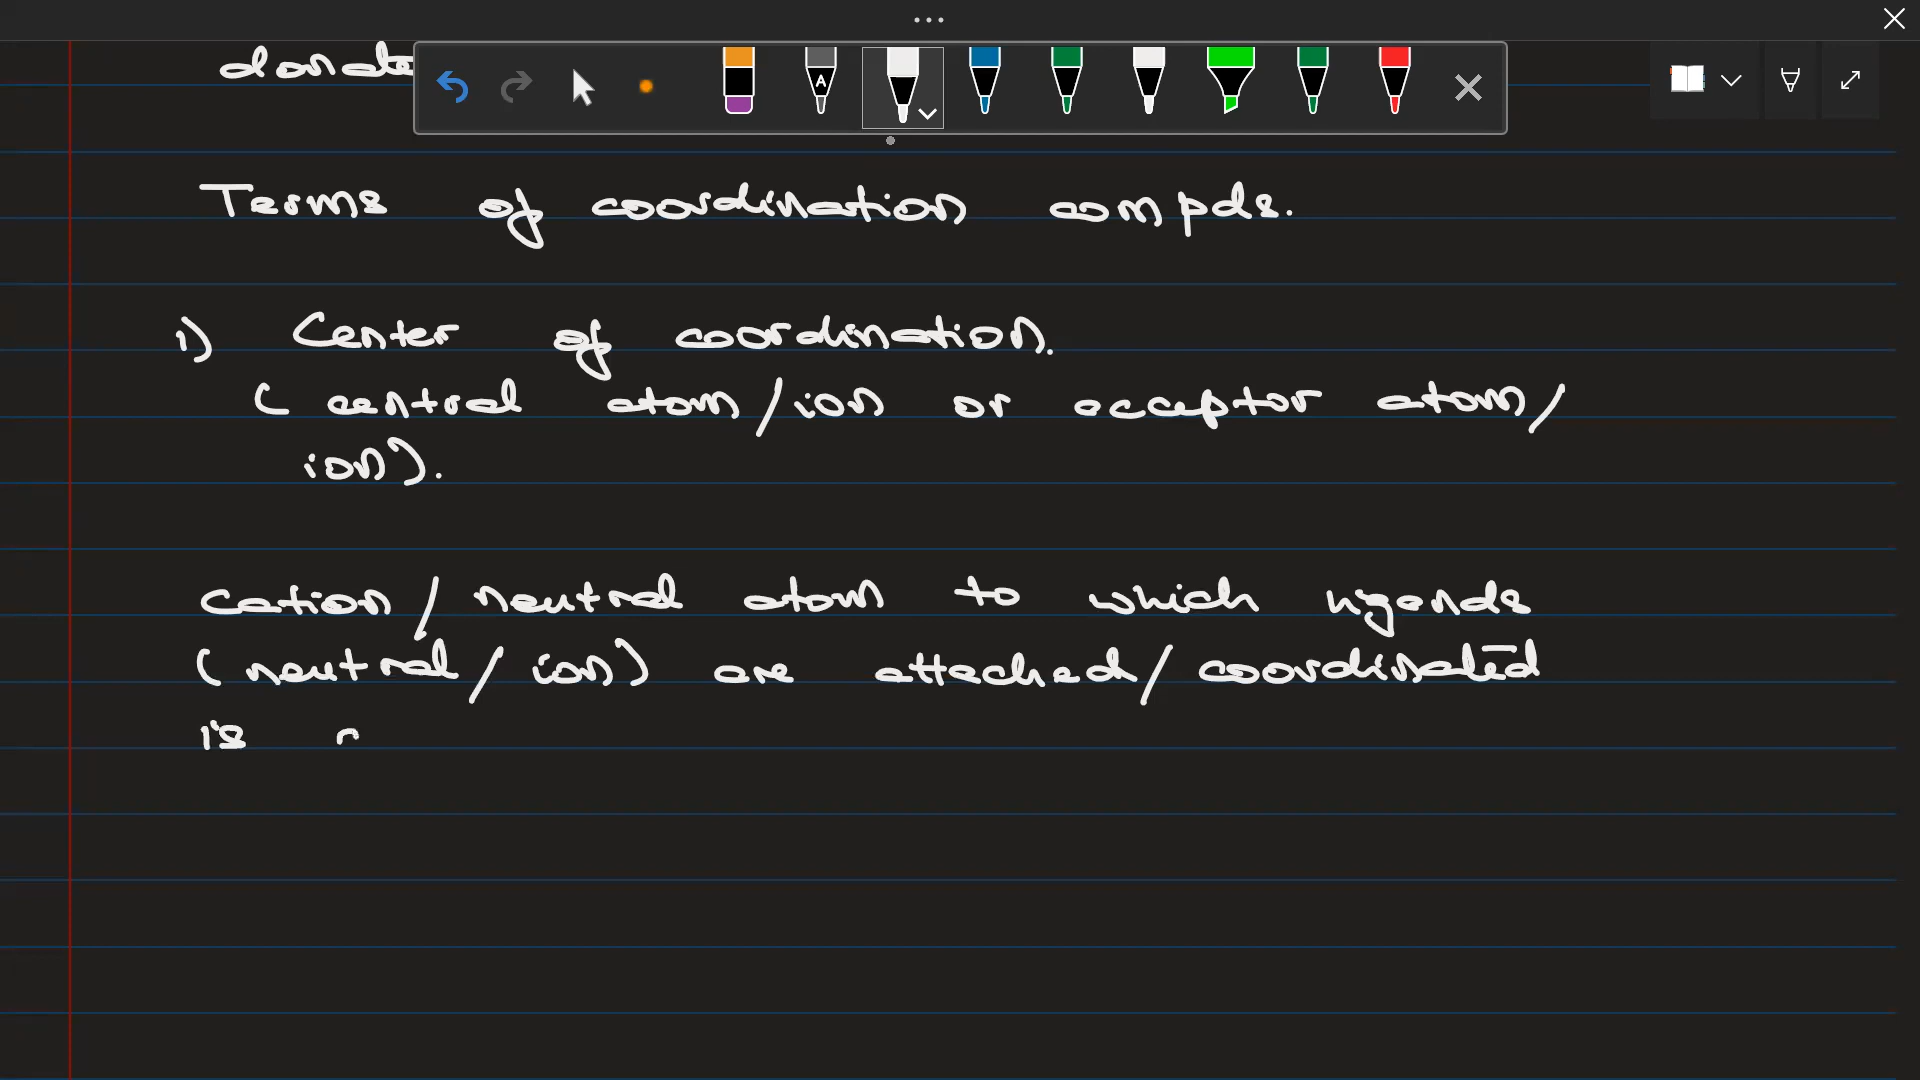 donate
Terms of coordination compds.
1) Center of coordination.
(central atom/ion or acceptor atom/
ion).
Cation/neutral atom to which ligands
(neutral/ion) are attached/coordinated
is